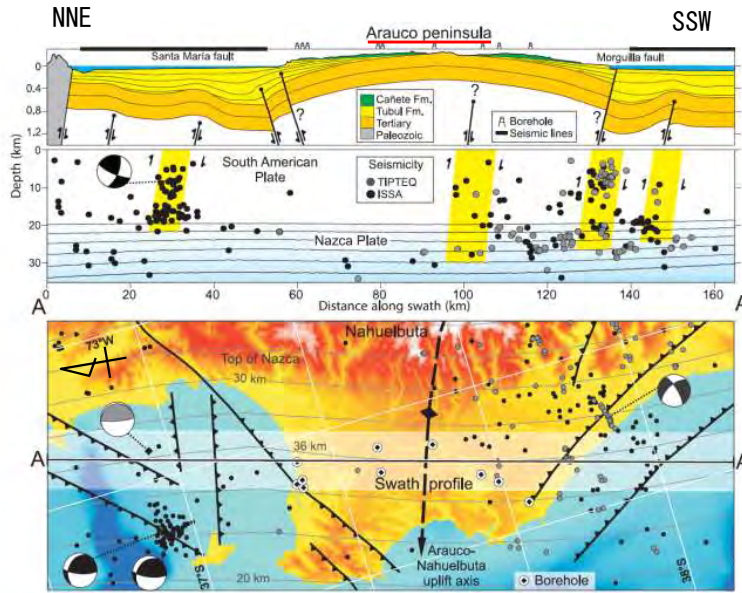 NNE
SSW
Arauco peninsula
Santa María fault
Morguilla fault
0
0.4
0.8
1.2
?
?
?
Cañete Fm.
Tubul Fm.
Tertiary
Paleozoic
Borehole
Seismic lines
Depth (km)
0
10
20
30
South American
Plate
Seismicity
TIPTEQ
ISSA
Nazca Plate
0
20
40
60
80
100
120
140
160
A
Distance along swath (km)
A
73°W
Nahuelbuta
Top of Nazca
30 km
36 km
A
A
Swath profile
37°S
20 km
Arauco-
Nahuelbuta
uplift axis
Borehole
38°S